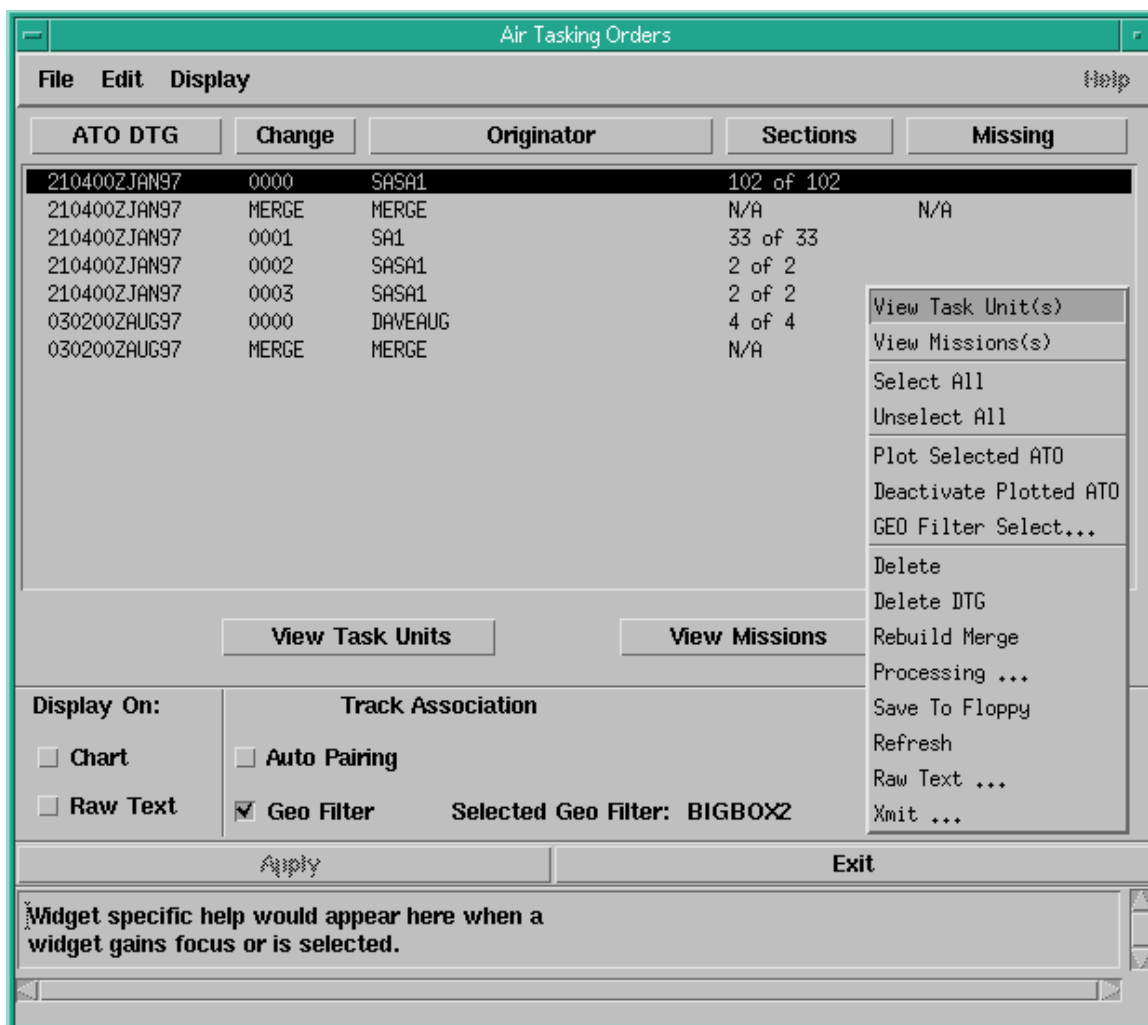 Air Tasking Orders
File Edit Display Help
ATO DTG Change Originator Sections Missing
210400ZJAN97 0000 SASA1 102 of 102
210400ZJAN97 MERGE MERGE N/A N/A
210400ZJAN97 0001 SA1 33 of 33
210400ZJAN97 0002 SASA1 2 of 2
210400ZJAN97 0003 SASA1 2 of 2
030200ZAUG97 0000 DAVEAUG 4 of 4
030200ZAUG97 MERGE MERGE N/A
View Task Unit(s)
View Missions(s)
Select All
Unselect All
Plot Selected ATO
Deactivate Plotted ATO
GEO Filter Select...
Delete
Delete DTG
Rebuild Merge
Processing ...
Save To Floppy
Refresh
Raw Text ...
Xmit ...
View Task Units View Missions
Display On: Track Association
Chart Auto Pairing
Raw Text Geo Filter Selected Geo Filter: BIGBOX2
Apply Exit
Widget specific help would appear here when a
widget gains focus or is selected.